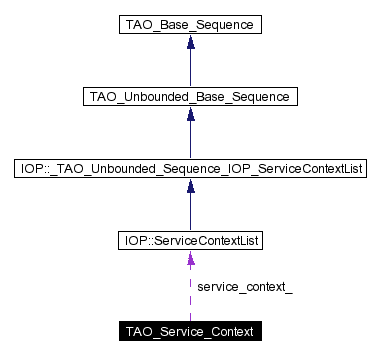 TAO_Base_Sequence
TAO_Unbounded_Base_Sequence
IOP::_TAO_Unbounded_Sequence_IOP_ServiceContextList
IOP::ServiceContextList
service_context_
TAO_Service_Context